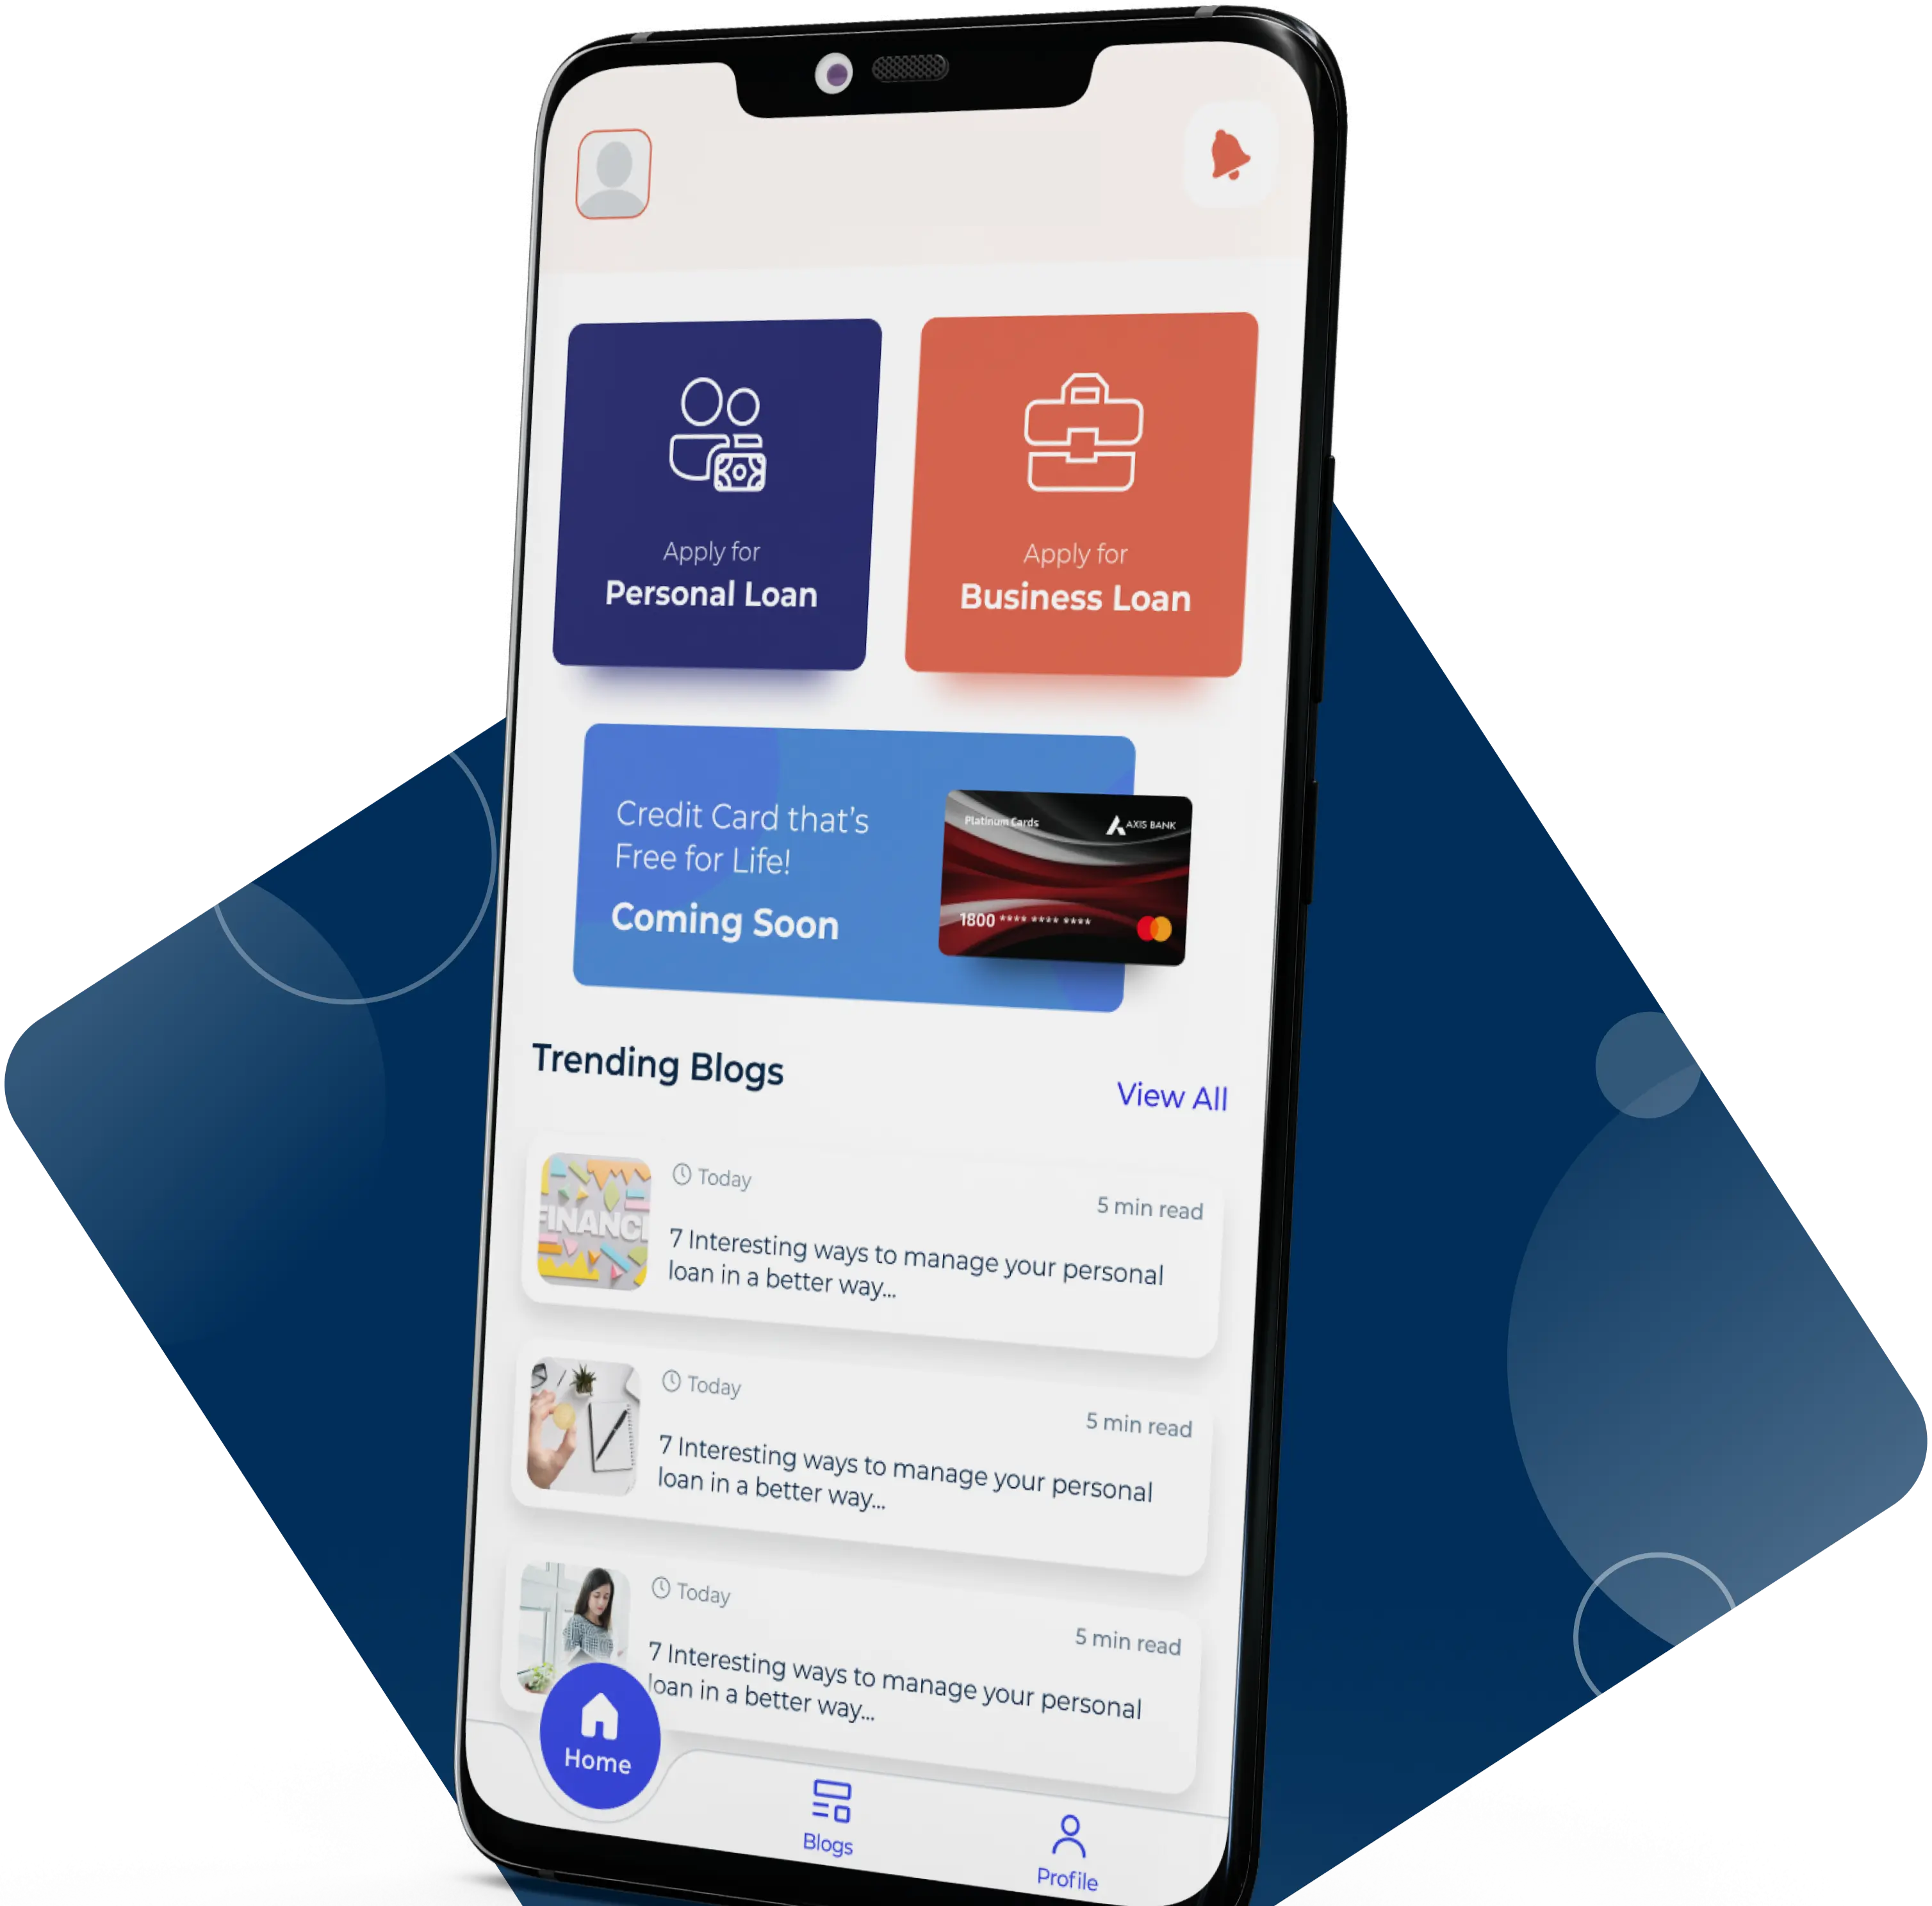 Apply for
Personal Loan
Apply for
Business Loan
Credit Card that's
Free for Life!
Coming Soon
Platinum Cards
AXIS BANK
1800 **** **** ****
Trending Blogs
View All
Today
5 min read
FINANC
7 Interesting ways to manage your personal
loan in a better way...
Today
5 min read
7 Interesting ways to manage your personal
loan in a better way...
Today
5 min read
7 Interesting ways to manage your personal
loan in a better way...
Home
Blogs
Profile